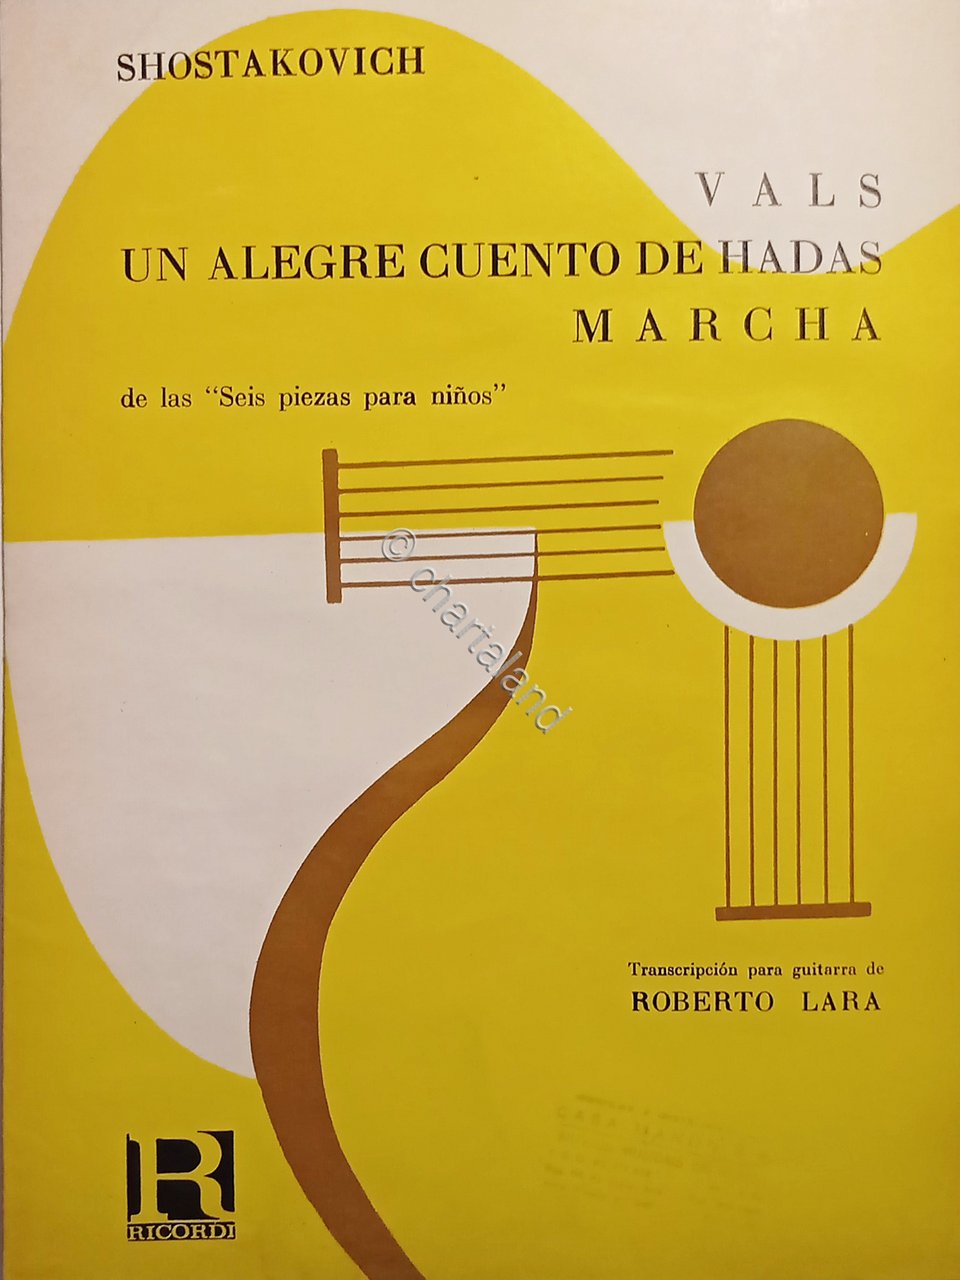 SHOSTAKOVICH
VALS
UN ALEGRE CUENTO DE HADAS
MARCHA
de las “Seis piezas para niños”
© chartaland
Transcripción para guitarra de
ROBERTO LARA
R
RICORDI